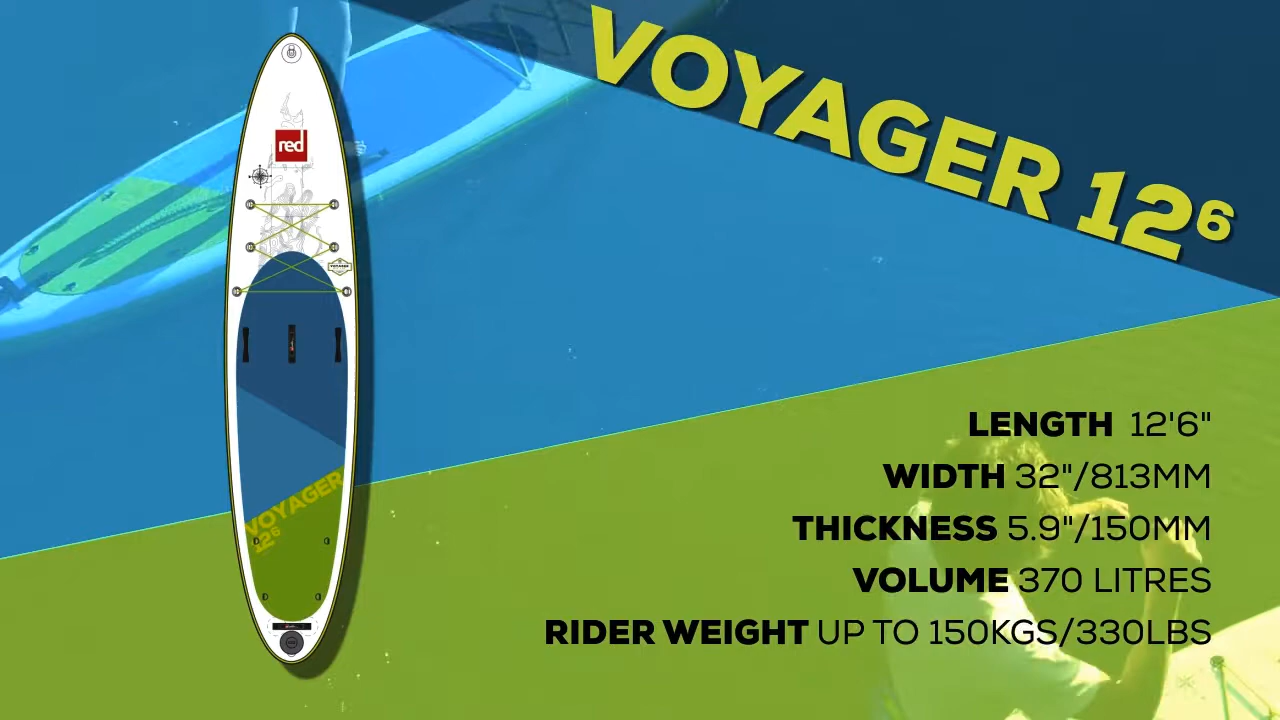 VOYAGER 12⁶
red
VOYAGER
VOYAGER
12⁶
LENGTH 12'6"
WIDTH 32"/813MM
THICKNESS 5.9"/150MM
VOLUME 370 LITRES
RIDER WEIGHT UP TO 150KGS/330LBS